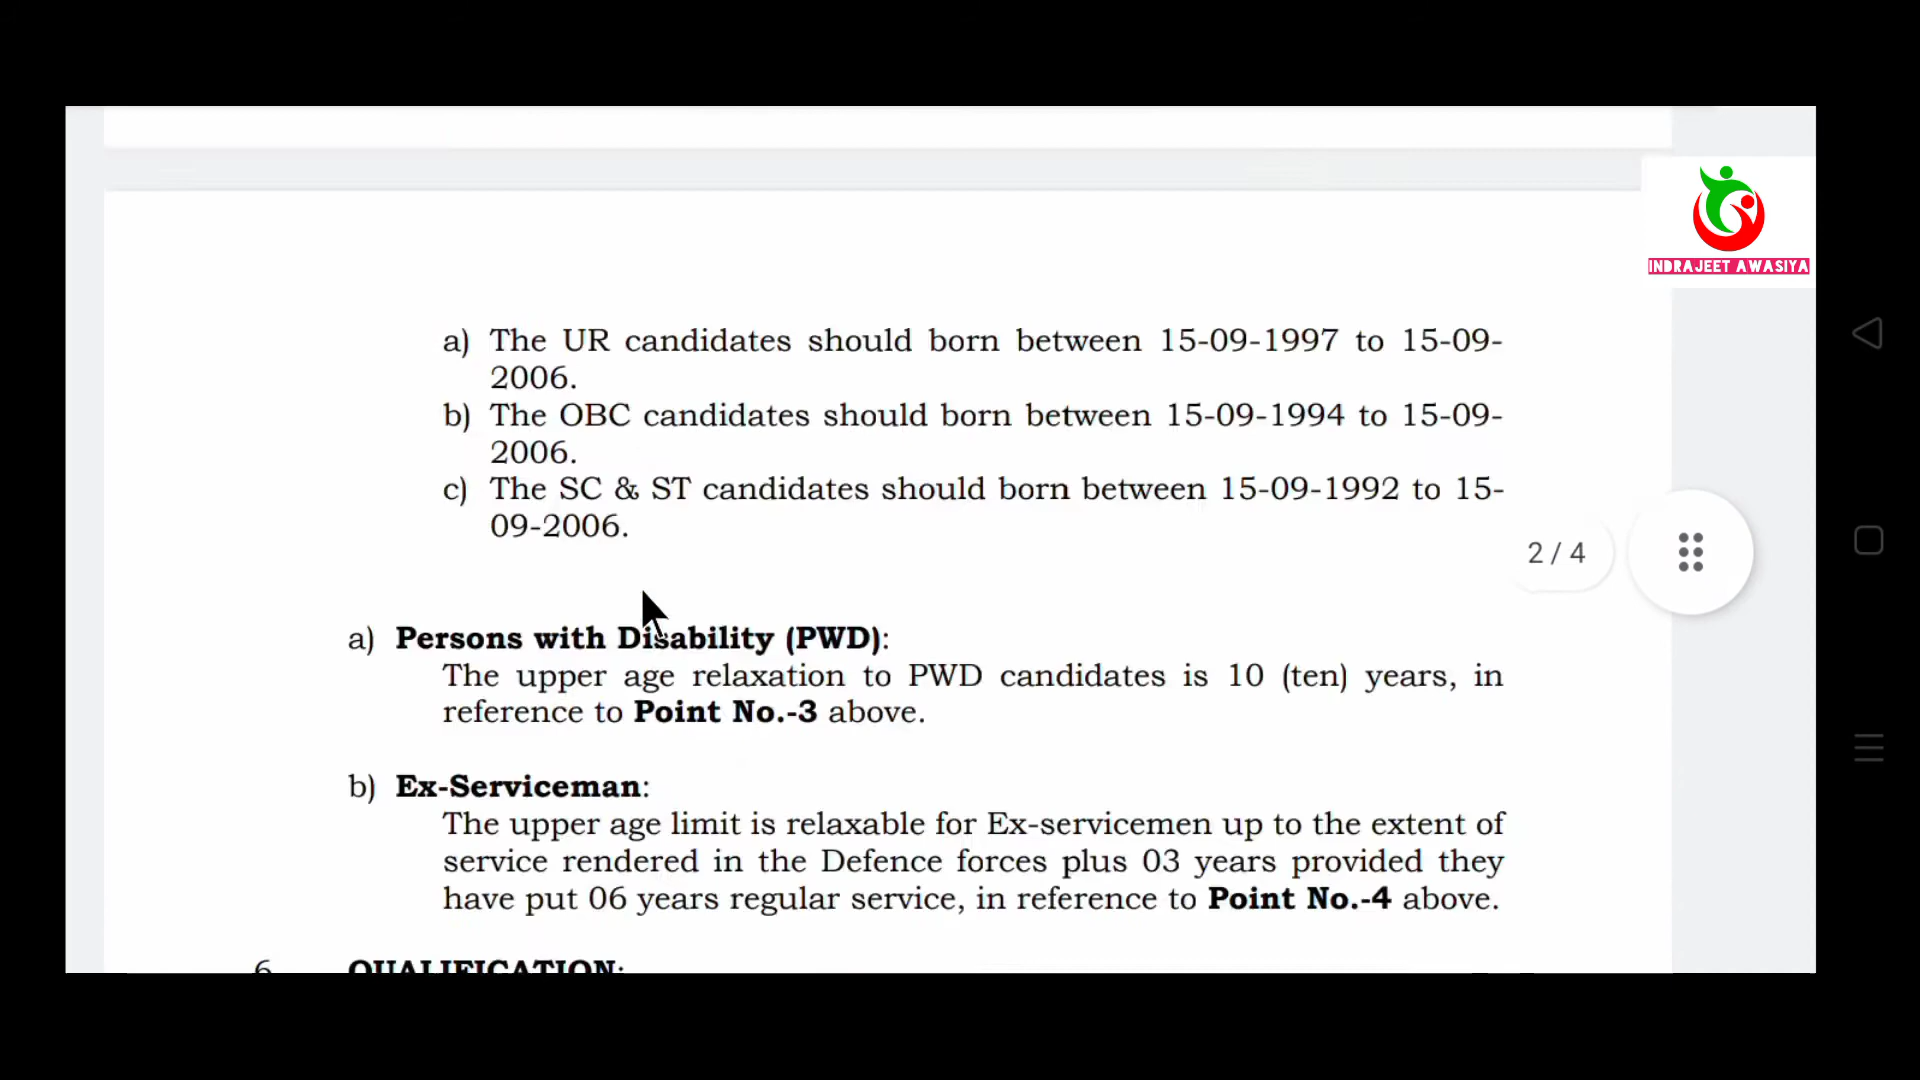 INDRAJEET AWASIYA
a) The UR candidates should born between 15-09-1997 to 15-09-
2006.
b) The OBC candidates should born between 15-09-1994 to 15-09-
2006.
c) The SC & ST candidates should born between 15-09-1992 to 15-
09-2006.
2 / 4
a) Persons with Disability (PWD):
The upper age relaxation to PWD candidates is 10 (ten) years, in
reference to Point No.-3 above.
b) Ex-Serviceman:
The upper age limit is relaxable for Ex-servicemen up to the extent of
service rendered in the Defence forces plus 03 years provided they
have put 06 years regular service, in reference to Point No.-4 above.
6 QUALIFICATION: